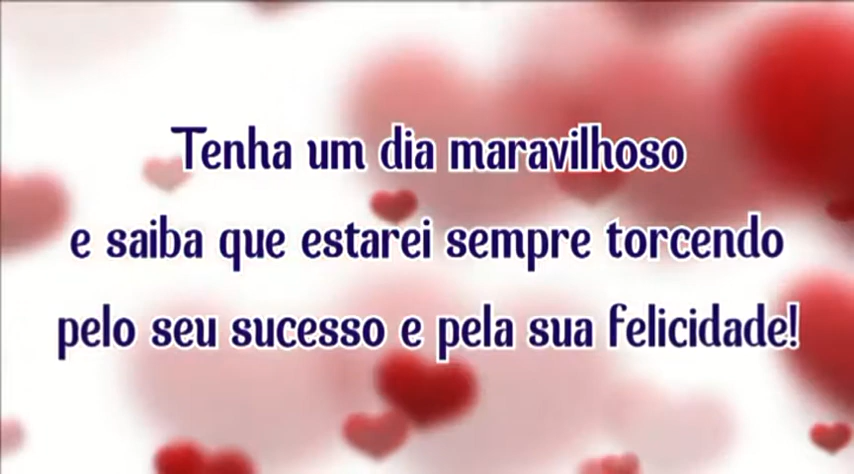 Tenha um dia maravilhoso
e saiba que estarei sempre torcendo
pelo seu sucesso e pela sua felicidade!